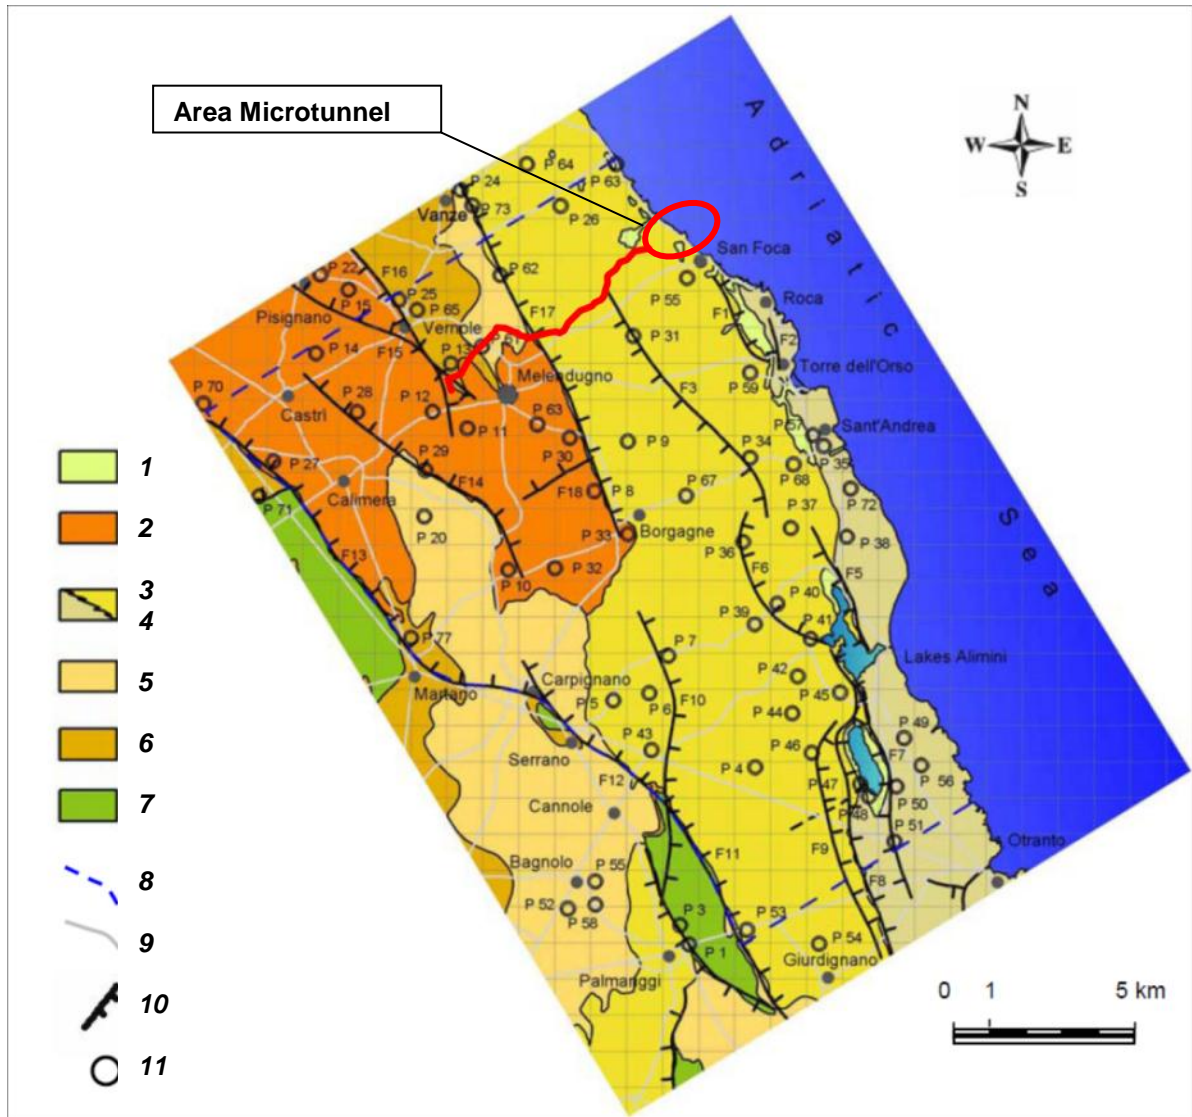 Area Microtunnel
Adriatic Sea
N
W E
S
P 24
P 64
P 63
Vanze
P 73
P 26
San Foca
P 22
F16
P 62
P 55
Roca
P 15
P 25
F1
Pisignano
P 65
F17
Vernole
P 31
F2
P 14
F15
P 13
P 61
Torre dell'Orso
Melendugno
F3
P 59
P 70
P 28
P 12
Castrì
P 63
P 57
Sant'Andrea
P 11
P 9
P 34
P 30
P 35
P 27
P 29
P 68
F14
P 67
Calimera
F18
P 8
P 37
P 72
P 71
P 20
Borgagne
P 33
P 36
P 38
F13
P 10
P 32
F6
F5
P 40
P 39
P 41
P 77
P 7
Lakes Alimini
Martano
Carpignano
P 42
P 5
P 6
F10
P 45
P 44
P 43
P 49
Serrano
P 46
F7
F12
P 4
P 56
P 47
Cannole
P 48
P 50
P 51
Otranto
Bagnolo
P 55
F11
F9
F8
P 52
P 58
P 3
P 53
P 1
P 54
Palmariggi
Giurdignano
0 1 5 km
1
2
3
4
5
6
7
8
9
10
11